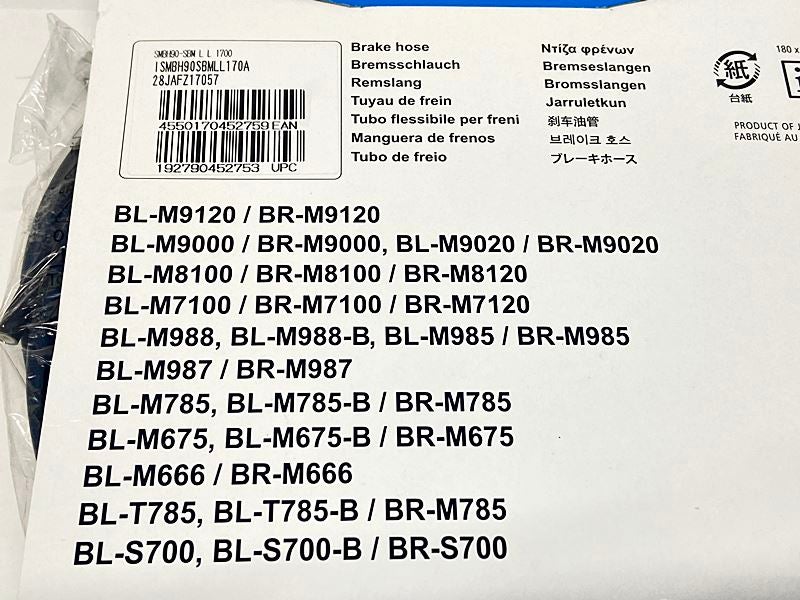 SMBH90-SBM L L 1700
ISMBH90SBMLL170A
28JAFZ17057
4550170452759 EAN
192790452753 UPC
Brake hose
Bremsschlauch
Remslang
Tuyau de frein
Tubo flessibile per freni
Manguera de frenos
Tubo de freio
Ντίζα φρένων
Bremseslangen
Bromsslangen
Jarruletkun
刹车油管
브레이크 호스
ブレーキホース
紙
台紙
180 x
PRODUCT OF J
FABRIQUÉ AU
BL-M9120 / BR-M9120
BL-M9000 / BR-M9000, BL-M9020 / BR-M9020
BL-M8100 / BR-M8100 / BR-M8120
BL-M7100 / BR-M7100 / BR-M7120
BL-M988, BL-M988-B, BL-M985 / BR-M985
BL-M987 / BR-M987
BL-M785, BL-M785-B / BR-M785
BL-M675, BL-M675-B / BR-M675
BL-M666 / BR-M666
BL-T785, BL-T785-B / BR-M785
BL-S700, BL-S700-B / BR-S700